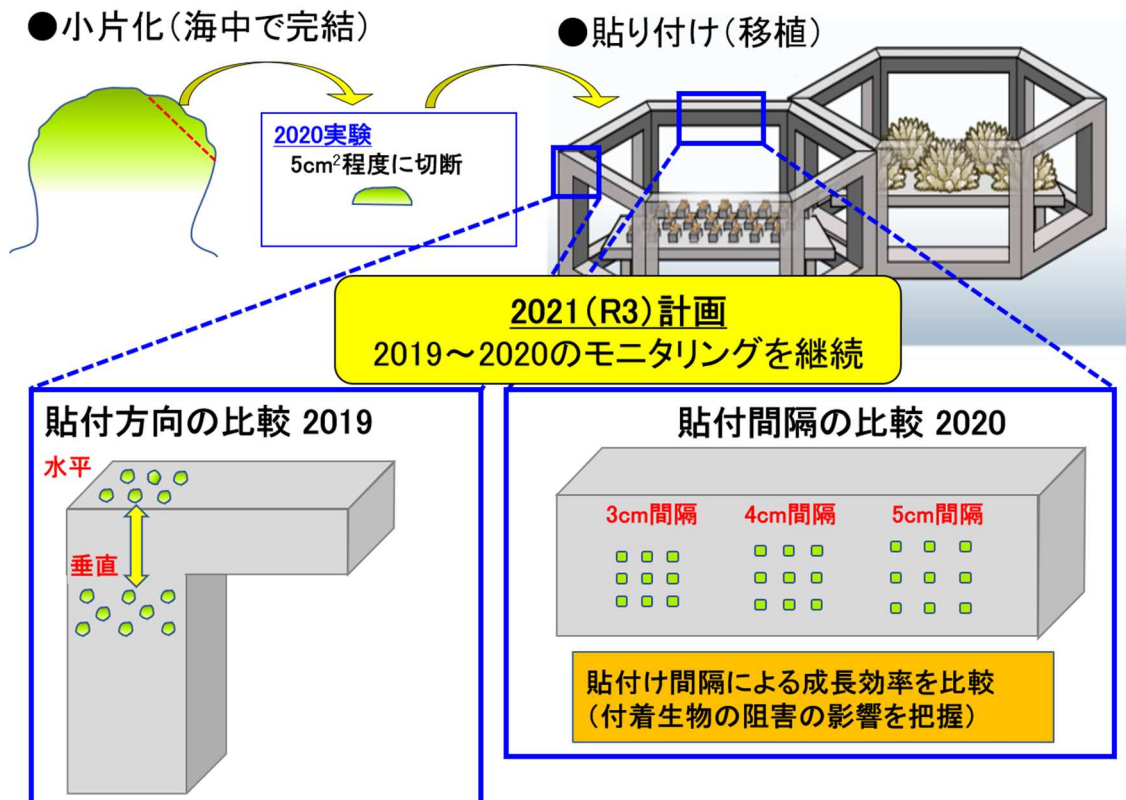 ●小片化(海中で完結)
●貼り付け(移植)
2020実験
5cm²程度に切断
2021(R3)計画
2019~2020のモニタリングを継続
貼付方向の比較 2019
水平
垂直
貼付間隔の比較 2020
3cm間隔
4cm間隔
5cm間隔
貼付け間隔による成長効率を比較
(付着生物の阻害の影響を把握)